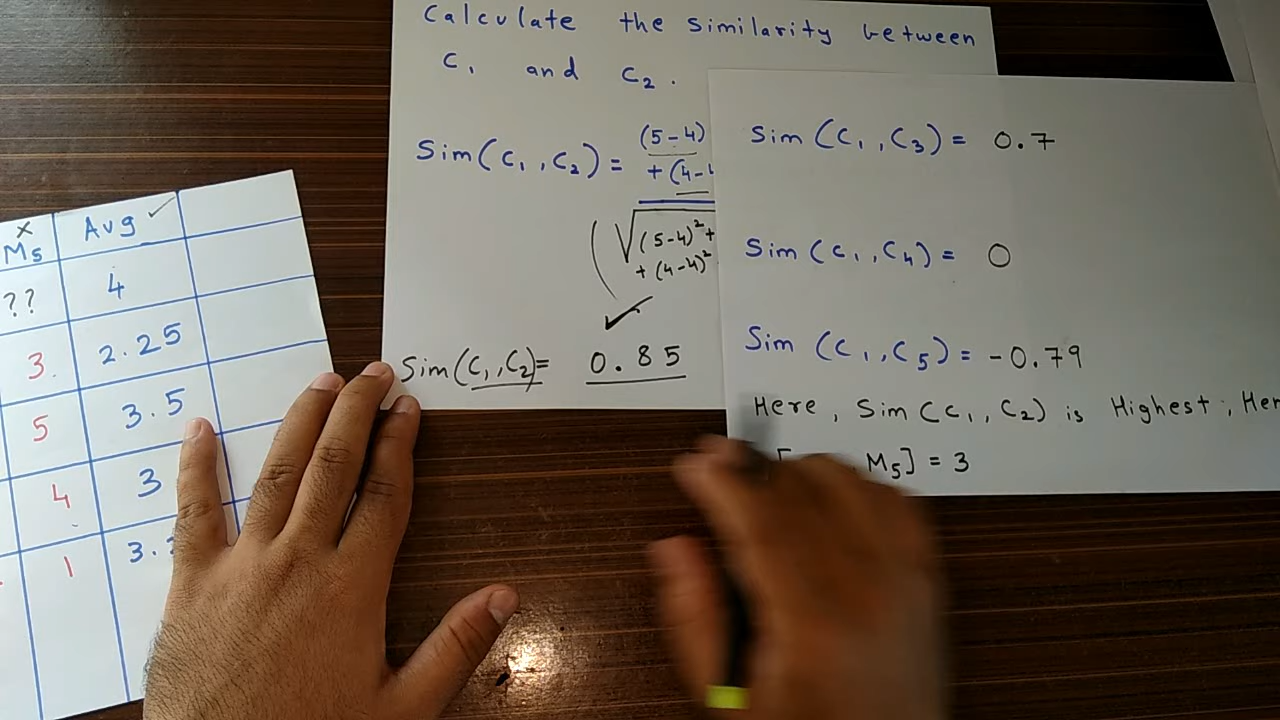 Calculate the similarity between
C1 and C2.
Sim(C1,C2)= (5-4)
+(4-
√(5-4)²+
+(4-4)²
Sim(C1,C2)= 0.85
Sim(C1,C3)= 0.7
Sim(C1,C4)= 0
Sim(C1,C5)= -0.79
Here, Sim(C1,C2) is Highest,
M5]=3
M5 Avg
?? 4
3. 2.25
5 3.5
4 3
1 3.